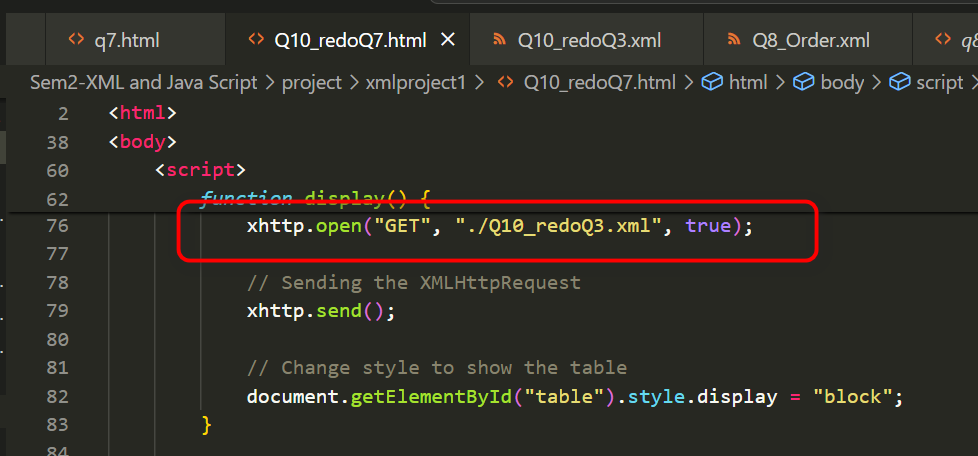 q7.html Q10_redoQ7.html Q10_redoQ3.xml Q8_Order.xml
Sem2-XML and Java Script > project > xmlproject1 > Q10_redoQ7.html > html > body > script >
2 <html>
38 <body>
60 <script>
62 function display() {
76 xhttp.open("GET", "./Q10_redoQ3.xml", true);
77
78 // Sending the XMLHttpRequest
79 xhttp.send();
80
81 // Change style to show the table
82 document.getElementById("table").style.display = "block";
83 }
84